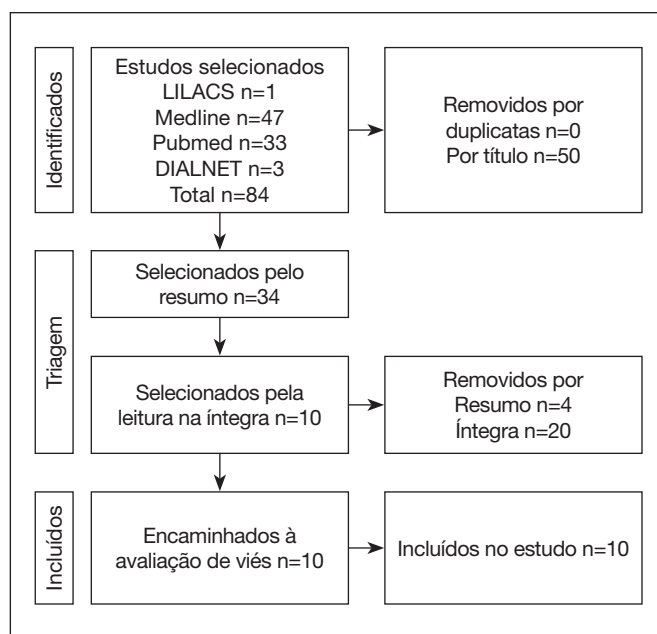 Identificados
Estudos selecionados
LILACS n=1
Medline n=47
Pubmed n=33
DIALNET n=3
Total n=84
Removidos por
duplicatas n=0
Por título n=50
Triagem
Selecionados pelo
resumo n=34
Selecionados pela
leitura na íntegra n=10
Removidos por
Resumo n=4
Íntegra n=20
Incluídos
Encaminhados à
avaliação de viés n=10
Incluídos no estudo n=10